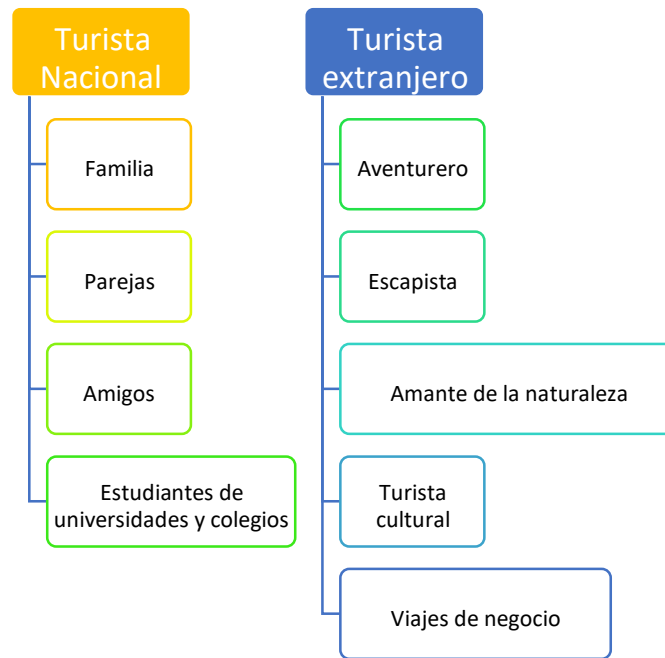 Turista
Nacional
Familia
Parejas
Amigos
Estudiantes de
universidades y colegios
Turista
extranjero
Aventurero
Escapista
Amante de la naturaleza
Turista
cultural
Viajes de negocio